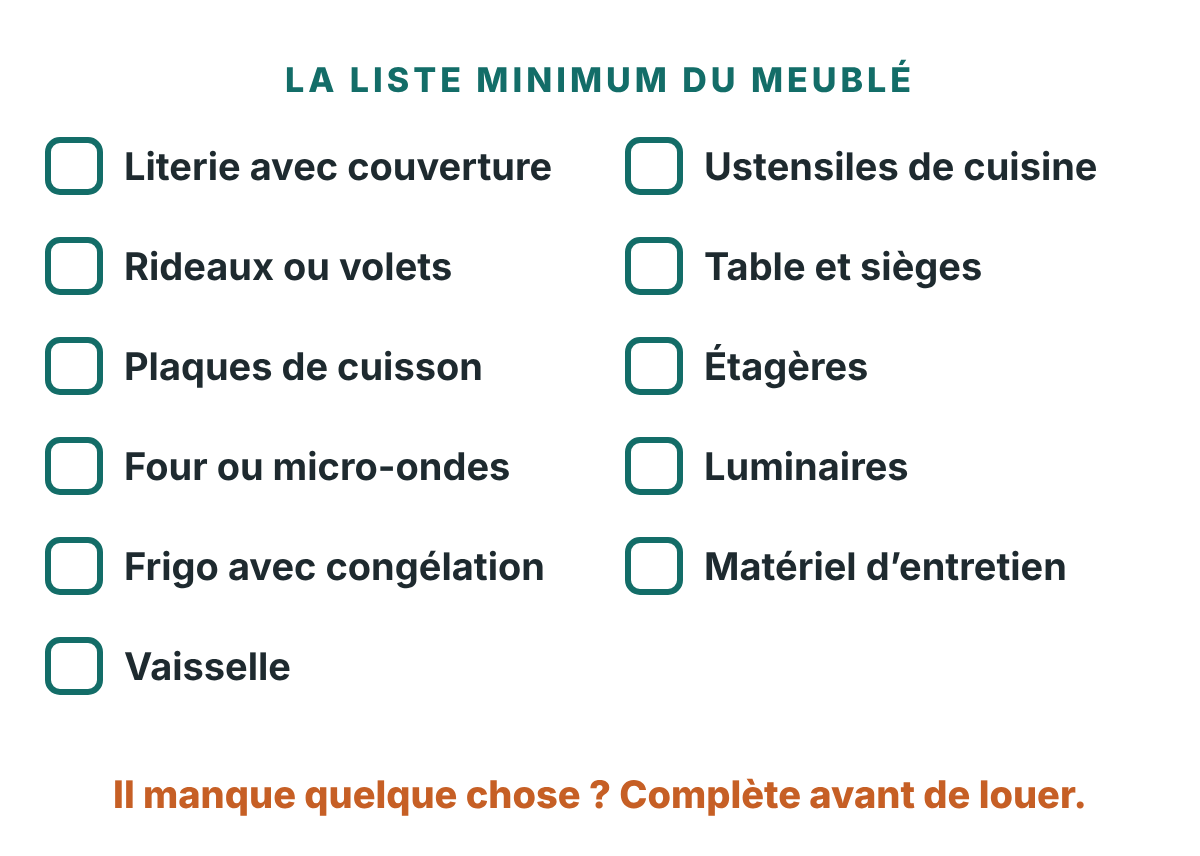 LA LISTE MINIMUM DU MEUBLÉ
Literie avec couverture
Rideaux ou volets
Plaques de cuisson
Four ou micro-ondes
Frigo avec congélation
Vaisselle
Ustensiles de cuisine
Table et sièges
Étagères
Luminaires
Matériel d’entretien
Il manque quelque chose ? Complète avant de louer.